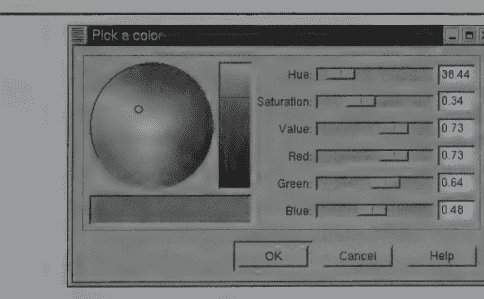 Pick a color
Hue: 36.44
Saturation: 0.34
Value: 0.73
Red: 0.73
Green: 0.64
Blue: 0.48
OK Cancel Help